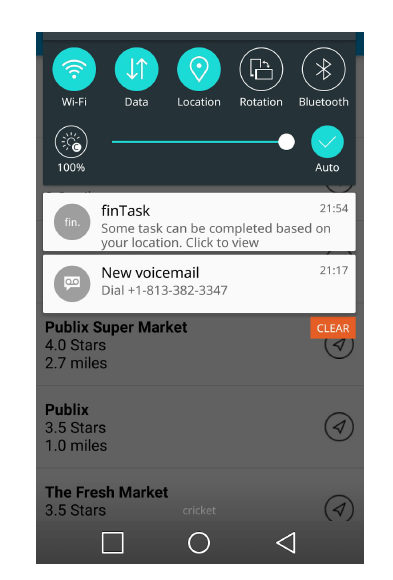 Wi-Fi Data Location Rotation Bluetooth
100% Auto
fin. finTask 21:54
Some task can be completed based on
your location. Click to view
New voicemail 21:17
Dial +1-813-382-3347
CLEAR
Publix Super Market
4.0 Stars
2.7 miles
Publix
3.5 Stars
1.0 miles
The Fresh Market
3.5 Stars
cricket